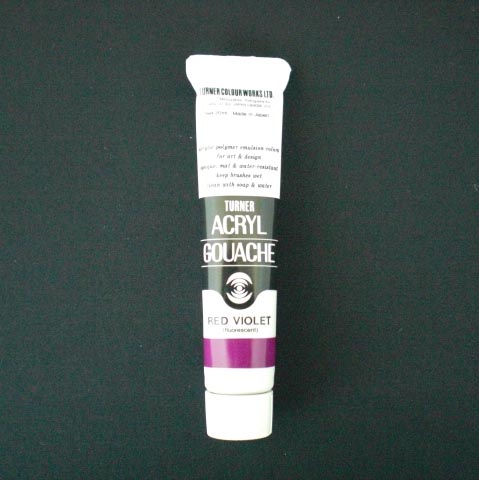 TURNER COLOUR WORKS LTD.
Made in Japan
acrylic polymer emulsion colour
for art & design
opaque, mat & water-resistant
keep brushes wet
clean with soap & water
TURNER
ACRYL
GOUACHE
RED VIOLET
(fluorescent)